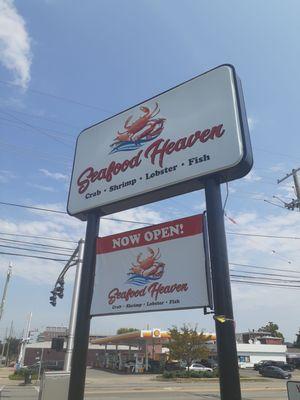 Seafood Heaven
Crab • Shrimp • Lobster • Fish
NOW OPEN!
Seafood Heaven
Crab • Shrimp • Lobster • Fish